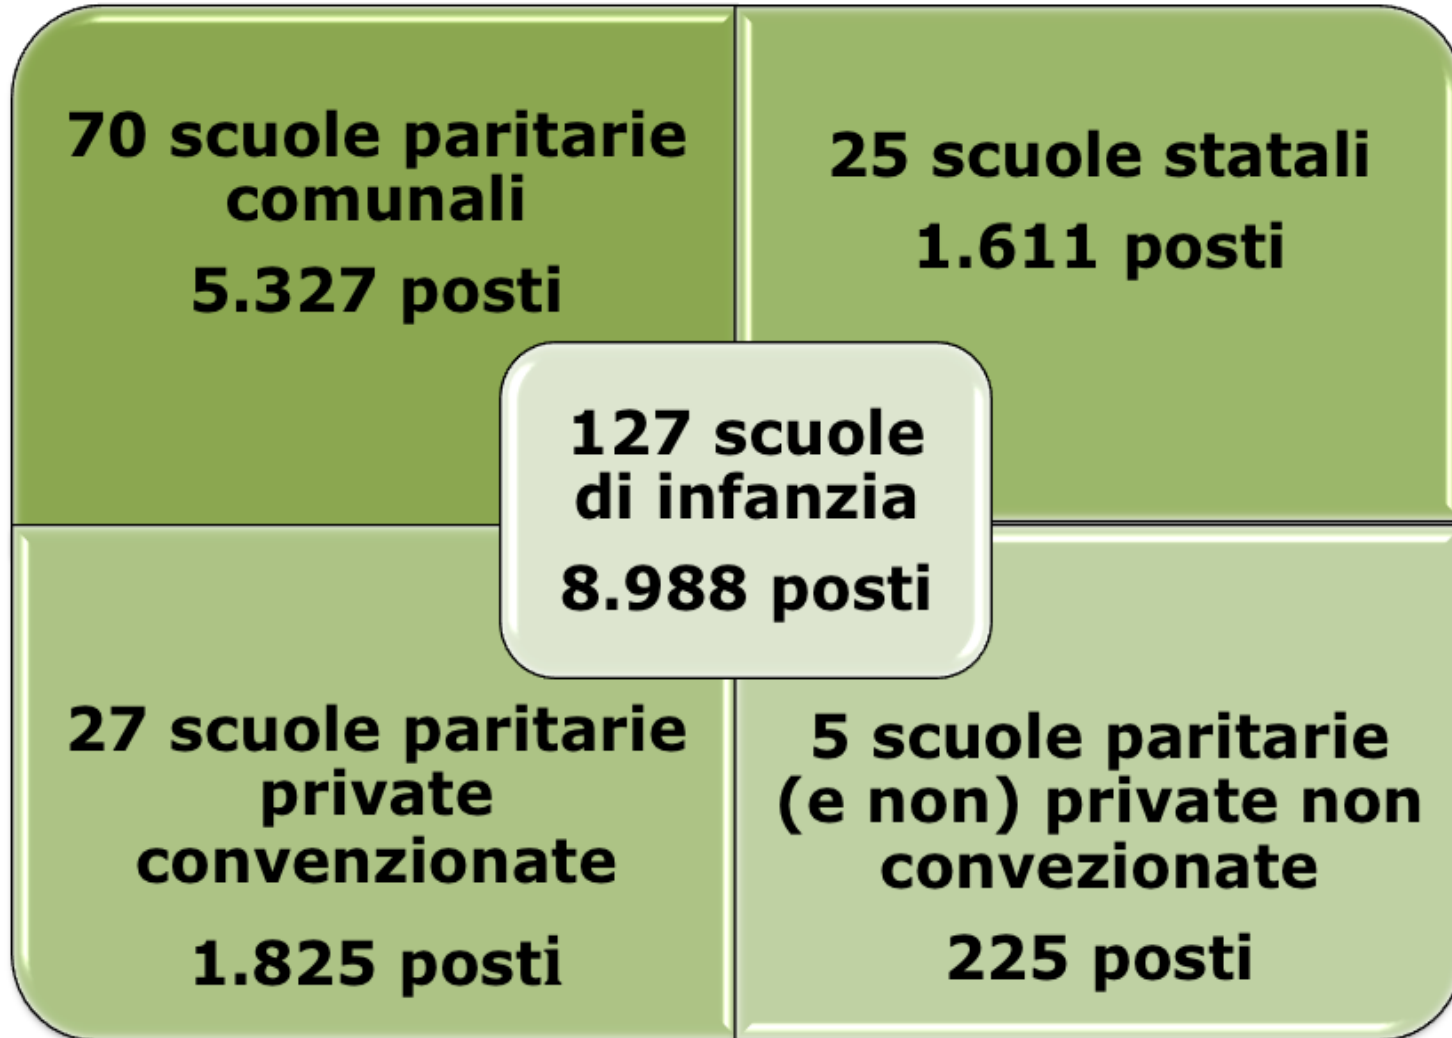 70 scuole paritarie
comunali
5.327 posti
25 scuole statali
1.611 posti
127 scuole
di infanzia
8.988 posti
27 scuole paritarie
private
convenzionate
1.825 posti
5 scuole paritarie
(e non) private non
convezionate
225 posti